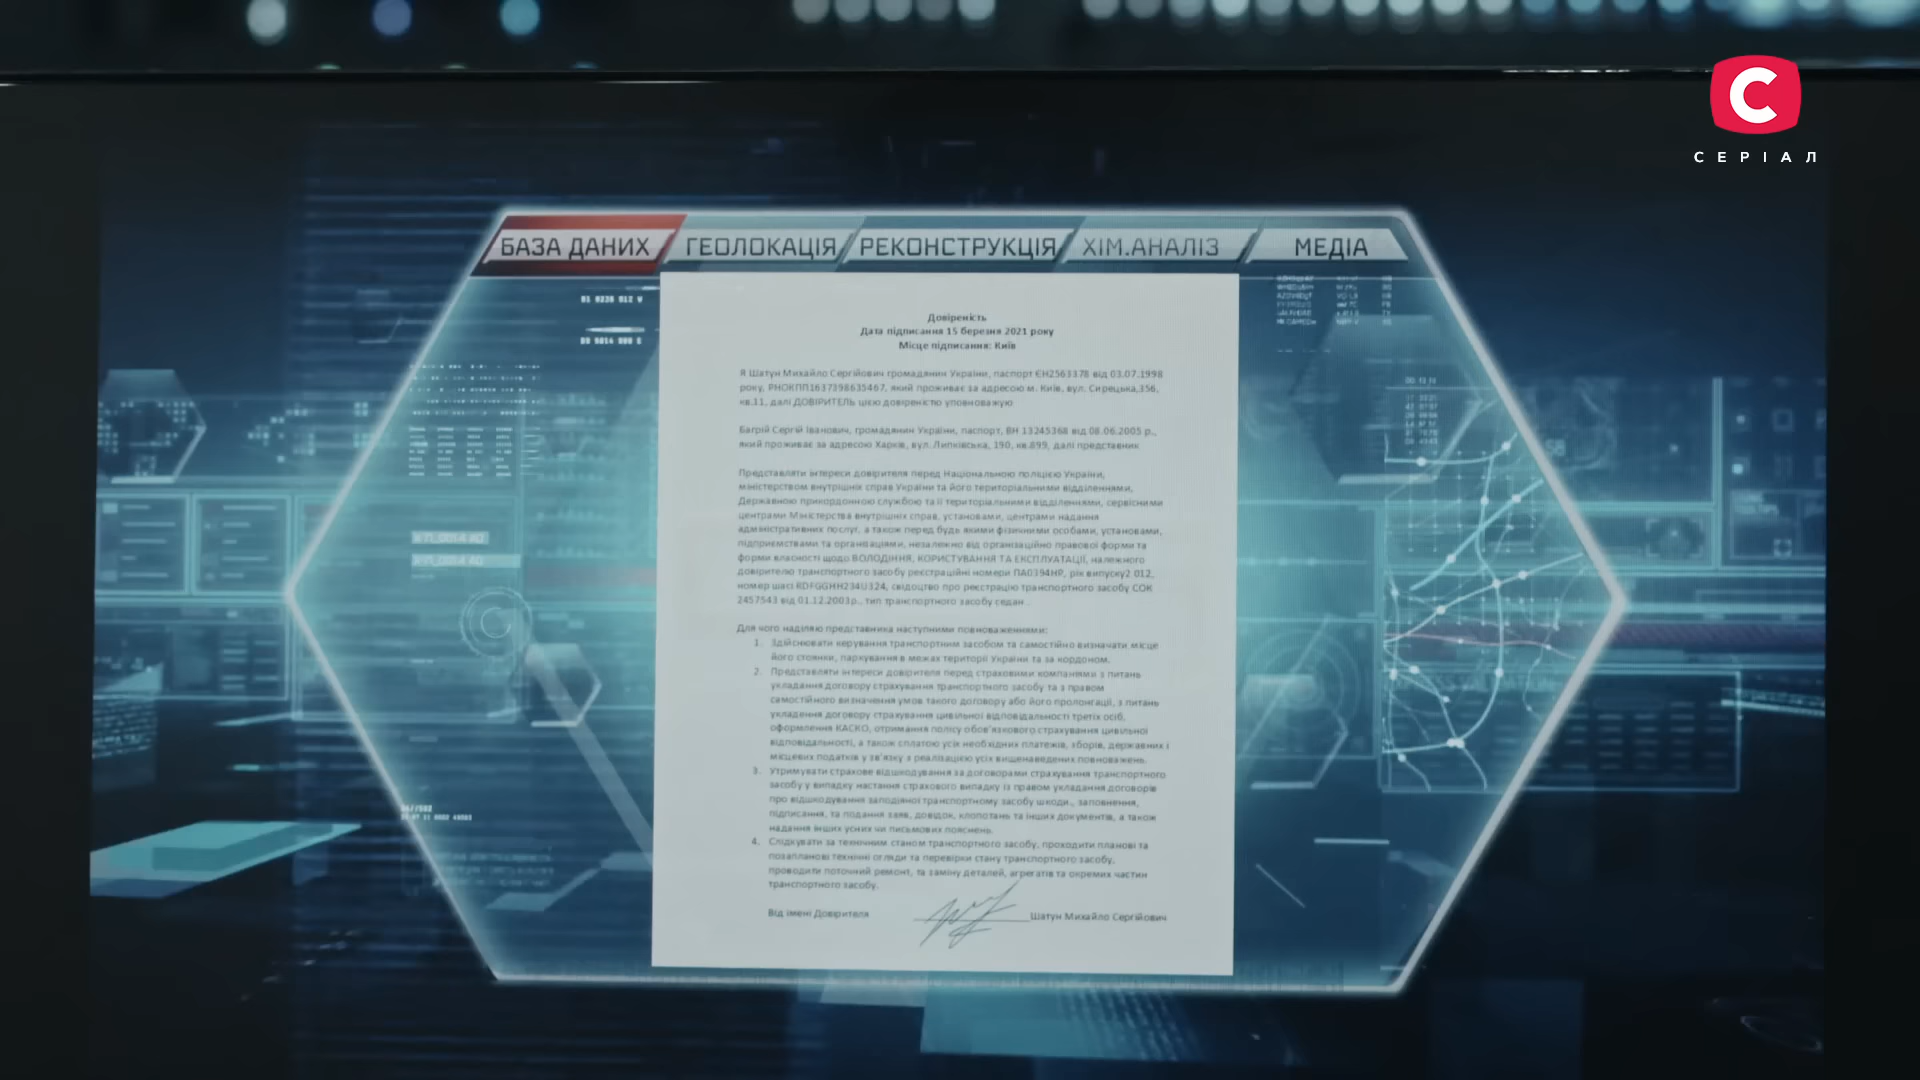 СЕРІАЛ
БАЗА ДАНИХ
ГЕОЛОКАЦІЯ
РЕКОНСТРУКЦІЯ
ХІМ.АНАЛІЗ
МЕДІА
Довіреність
Дата підписання 15 березня 2021 року
Місце підписання: Київ
Я Шатун Михайло Сергійович громадянин України, паспорт ЄН2563378 від 03.07.1998
року, РНОКПП1637398635467, який проживає за адресою м. Київ, вул. Сирецька,356,
кв.11, далі ДОВІРИТЕЛЬ цією довіреністю уповноважую
Багрій Сергій Іванович, громадянин України, паспорт, ВН 13245368 від 08.06.2005 р.,
який проживає за адресою Харків, вул.Липківська, 190, кв.899, далі представник
Представляти інтереси довірителя перед Національною поліцією України,
міністерством внутрішніх справ України та його територіальними відділеннями,
Державною прикордонною службою та її територіальними відділеннями, сервісними
центрами Міністерства внутрішніх справ, установами, центрами надання
адміністративних послуг, а також перед будь якими фізичними особами, установами,
підприємствами та організаціями, незалежно від організаційно правової форми та
форми власності щодо ВОЛОДІННЯ, КОРИСТУВАННЯ ТА ЕКСПЛУАТАЦІЇ, належного
довірителю транспортного засобу реєстраційні номери ПА0394НР, рік випуску2 012,
номер шасі KDFGGHH234U324, свідоцтво про реєстрацію транспортного засобу СОК
2457543 від 01.12.2003р., тип транспортного засобу седан .
Для чого наділяю представника наступними повноваженнями:
1. Здійснювати керування транспортним засобом та самостійно визначати місце
його стоянки, паркування в межах території України та за кордоном.
2. Представляти інтереси довірителя перед страховими компаніями з питань
укладання договору страхування транспортного засобу та з правом
самостійного визначення умов такого договору або його пролонгації, з питань
укладення договору страхування цивільної відповідальності третіх осіб,
оформлення КАСКО, отримання полісу обов'язкового страхування цивільної
відповідальності, а також сплатою усіх необхідних платежів, зборів, державних і
місцевих податків у зв'язку з реалізацією усіх вищенаведених повноважень.
3. Утримувати страхове відшкодування за договорами страхування транспортного
засобу у випадку настання страхового випадку із правом укладання договорів
про відшкодування заподіяної транспортному засобу шкоди., заповнення,
підписання, та подання заяв, довідок, клопотань та інших документів, а також
надання інших усних чи письмових пояснень.
4. Слідкувати за технічним станом транспортного засобу, проходити планові та
позапланові технічні огляди та перевірки стану транспортного засобу,
проводити поточний ремонт, та заміну деталей, агрегатів та окремих частин
транспортного засобу.
Від імені Довірителя
Шатун Михайло Сергійович